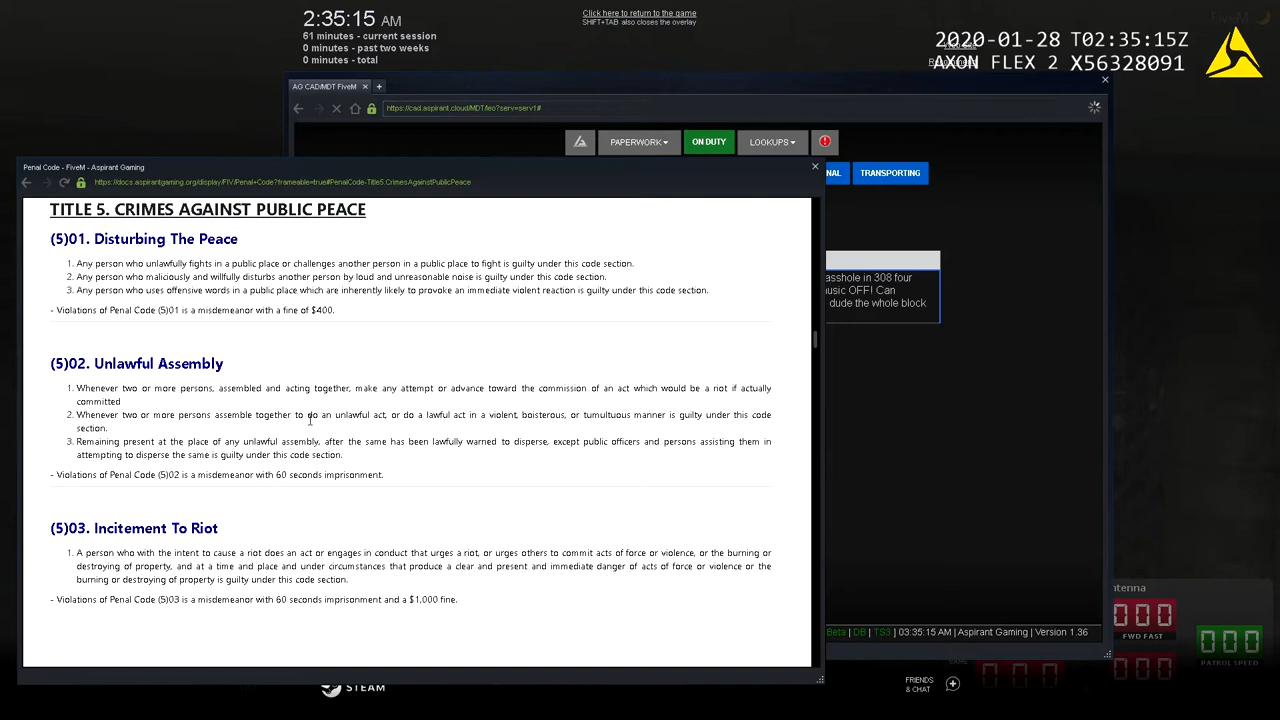 2:35:15 AM
61 minutes - current session
0 minutes - past two weeks
0 minutes - total
Click here to return to the game
SHIFT+TAB also closes the overlay
FiveM
2020-01-28 T02:35:15Z
AXON FLEX 2 X56328091
AG CAD/MDT FiveM
https://cad.aspirant.cloud/MDT/leo?serv=serv1#
PAPERWORK
ON DUTY
LOOKUPS
NAL
TRANSPORTING
asshole in 308 four
music OFF! Can
dude the whole block
Penal Code - FiveM - Aspirant Gaming
https://docs.aspirantgaming.org/display/FIV/Penal+Code?frameable=true#PenalCode-Title5.CrimesAgainstPublicPeace
TITLE 5. CRIMES AGAINST PUBLIC PEACE
(5)01. Disturbing The Peace
1. Any person who unlawfully fights in a public place or challenges another person in a public place to fight is guilty under this code section.
2. Any person who maliciously and willfully disturbs another person by loud and unreasonable noise is guilty under this code section.
3. Any person who uses offensive words in a public place which are inherently likely to provoke an immediate violent reaction is guilty under this code section.
- Violations of Penal Code (5)01 is a misdemeanor with a fine of $400.
(5)02. Unlawful Assembly
1. Whenever two or more persons, assembled and acting together, make any attempt or advance toward the commission of an act which would be a riot if actually
committed
2. Whenever two or more persons assemble together to do an unlawful act, or do a lawful act in a violent, boisterous, or tumultuous manner is guilty under this code
section.
3. Remaining present at the place of any unlawful assembly, after the same has been lawfully warned to disperse, except public officers and persons assisting them in
attempting to disperse the same is guilty under this code section.
- Violations of Penal Code (5)02 is a misdemeanor with 60 seconds imprisonment.
(5)03. Incitement To Riot
1. A person who with the intent to cause a riot does an act or engages in conduct that urges a riot, or urges others to commit acts of force or violence, or the burning or
destroying of property, and at a time and place and under circumstances that produce a clear and present and immediate danger of acts of force or violence or the
burning or destroying of property is guilty under this code section.
- Violations of Penal Code (5)03 is a misdemeanor with 60 seconds imprisonment and a $1,000 fine.
Beta | DB | TS3 | 03:35:15 AM | Aspirant Gaming | Version 1.36
ntenna
000
FWD FAST
000
PATROL SPEED
000
000
STEAM
FRIENDS
& CHAT